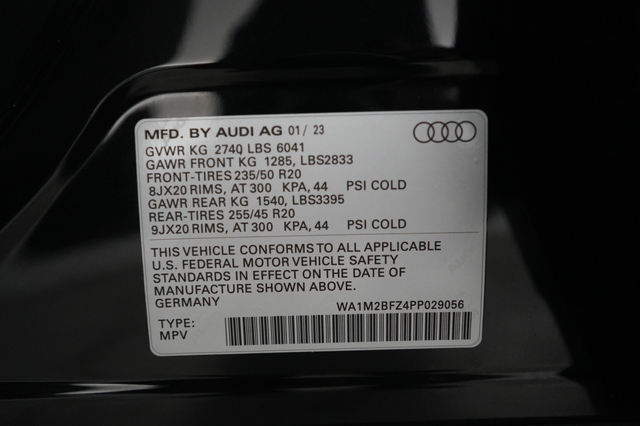 MFD. BY AUDI AG 01/ 23
GVWR KG 2740 LBS 6041
GAWR FRONT KG 1285, LBS2833
FRONT-TIRES 235/50 R20
8JX20 RIMS, AT 300 KPA, 44 PSI COLD
GAWR REAR KG 1540, LBS3395
REAR-TIRES 255/45 R20
9JX20 RIMS, AT 300 KPA, 44 PSI COLD
THIS VEHICLE CONFORMS TO ALL APPLICABLE
U.S. FEDERAL MOTOR VEHICLE SAFETY
STANDARDS IN EFFECT ON THE DATE OF
MANUFACTURE SHOWN ABOVE.
GERMANY WA1M2BFZ4PP029056
TYPE:
MPV